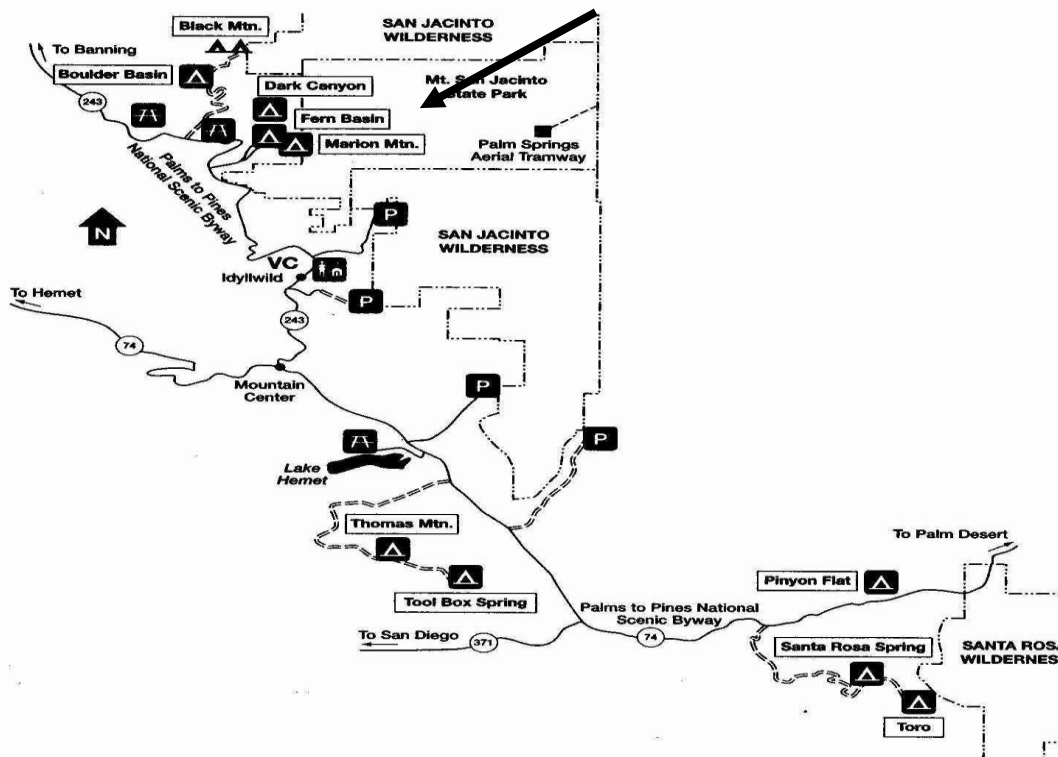 Black Mtn.
SAN JACINTO
WILDERNESS
To Banning
Boulder Basin
Dark Canyon
Mt. San Jacinto
State Park
243
Fern Basin
Marion Mtn.
Palm Springs
Aerial Tramway
Palms to Pines
National Scenic Byway
P
N
SAN JACINTO
WILDERNESS
VC
Idyllwild
To Hemet
P
243
74
Mountain
Center
P
P
Lake
Hemet
Thomas Mtn.
To Palm Desert
Pinyon Flat
Tool Box Spring
Palms to Pines National
Scenic Byway
To San Diego
371
74
Santa Rosa Spring
SANTA ROSA
WILDERNES
Toro